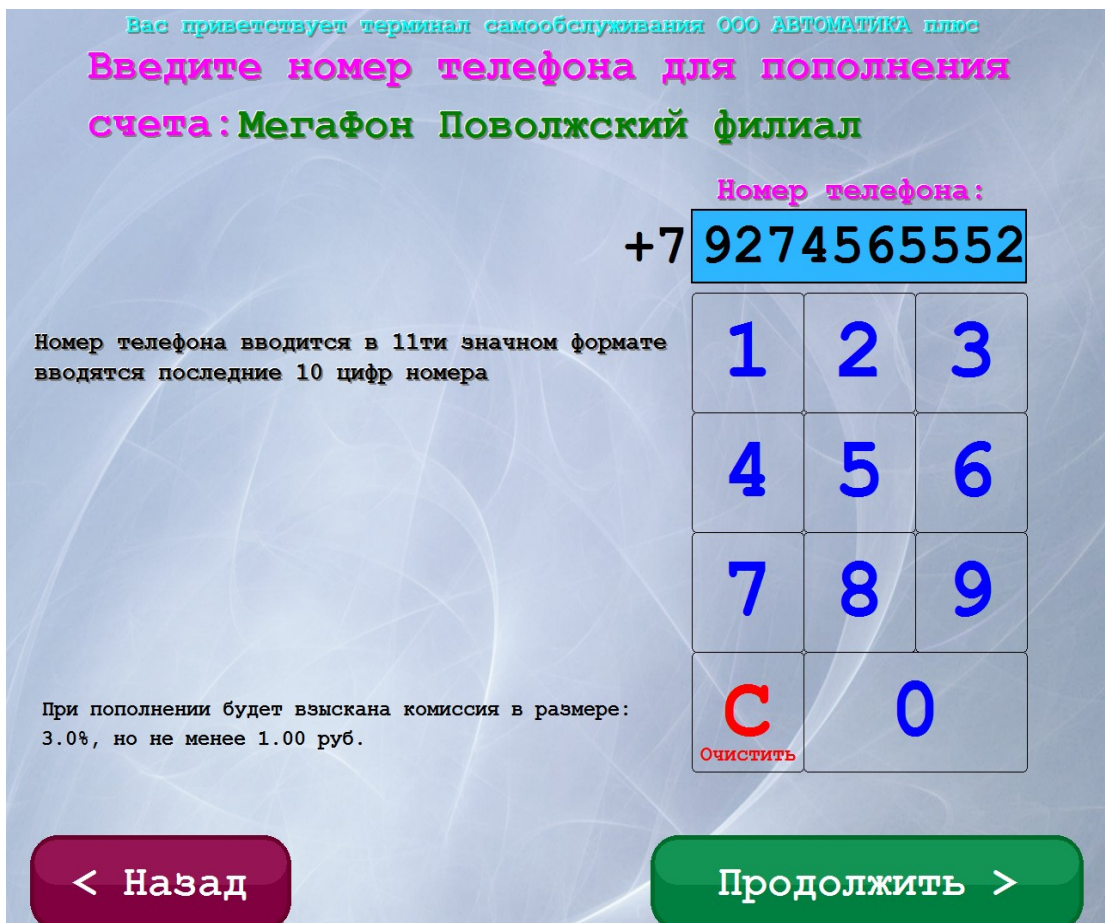 Вас приветствует терминал самообслуживания ООО АВТОМАТИКА плюс
Введите номер телефона для пополнения
счета:МегаФон Поволжский филиал
Номер телефона:
+7 9274565552
Номер телефона вводится в 11ти значном формате
вводятся последние 10 цифр номера
1 2 3
4 5 6
7 8 9
С 0
Очистить
При пополнении будет взыскана комиссия в размере:
3.0%, но не менее 1.00 руб.
< Назад
Продолжить >